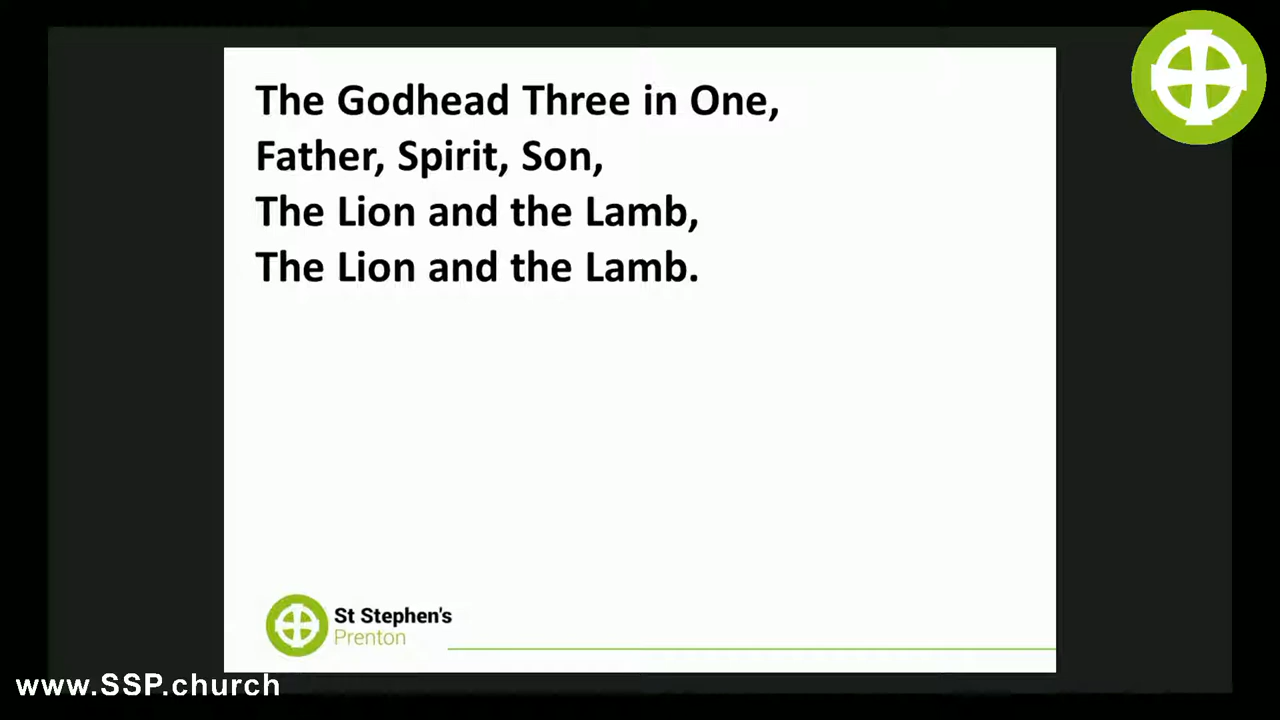 The Godhead Three in One,
Father, Spirit, Son,
The Lion and the Lamb,
The Lion and the Lamb.
St Stephen's
Prenton
www.SSP.church